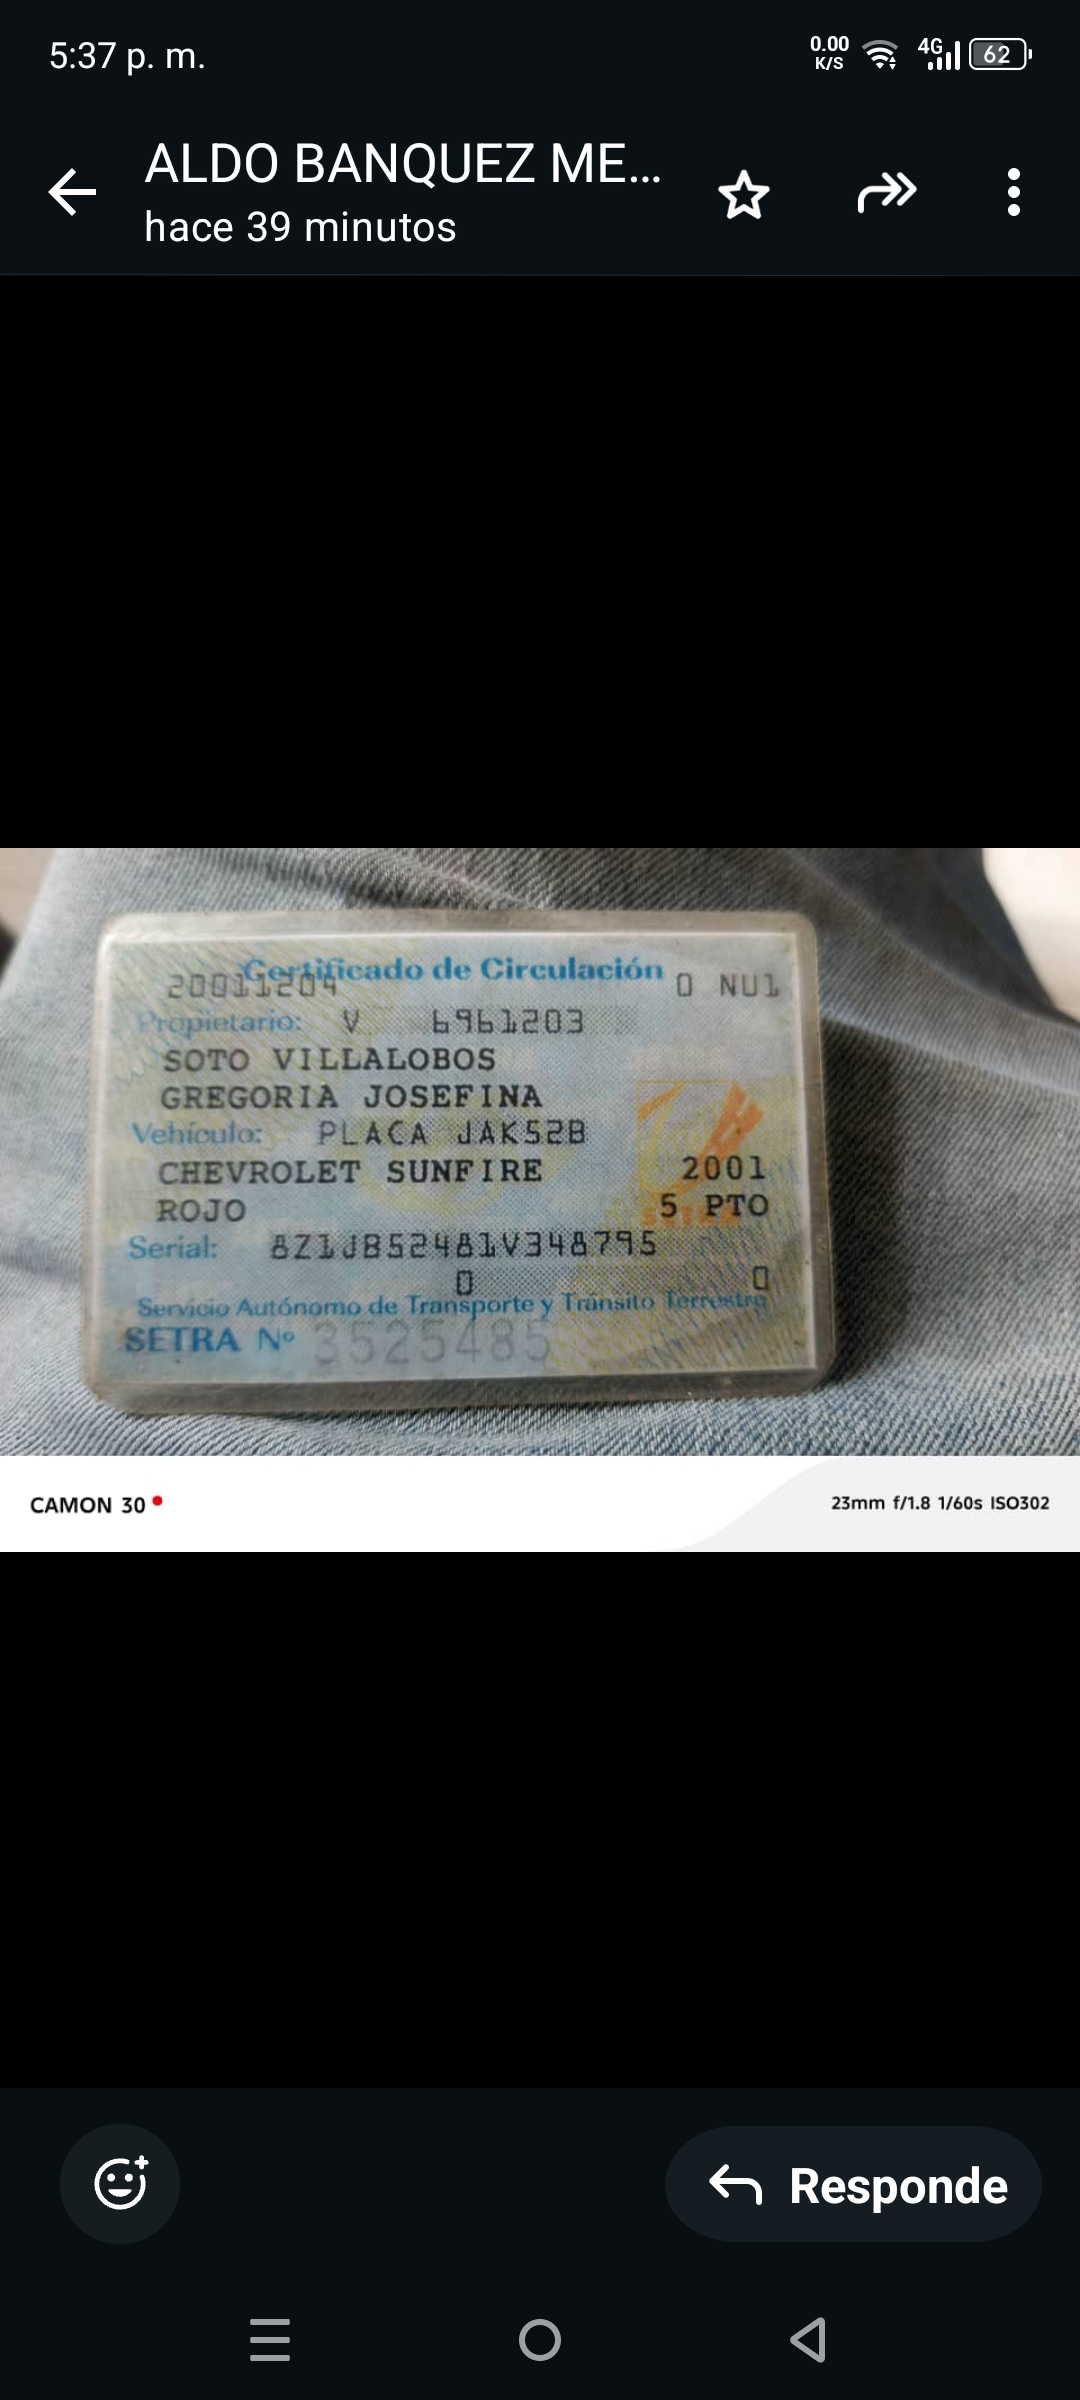 5:37 p. m.
0.00
K/S
4G
62
ALDO BANQUEZ ME...
hace 39 minutos
Certificado de Circulación
20011204
0 NU1
Propietario: V 6961203
SOTO VILLALOBOS
GREGORIA JOSEFINA
Vehículo: PLACA JAK52B
CHEVROLET SUNFIRE 2001
ROJO 5 PTO
SETRA
Serial: 8Z1JB52481V348795
0 0
Servicio Autónomo de Transporte y Tránsito Terrestre
SETRA Nº 3525485
CAMON 30
23mm f/1.8 1/60s ISO302
Responde